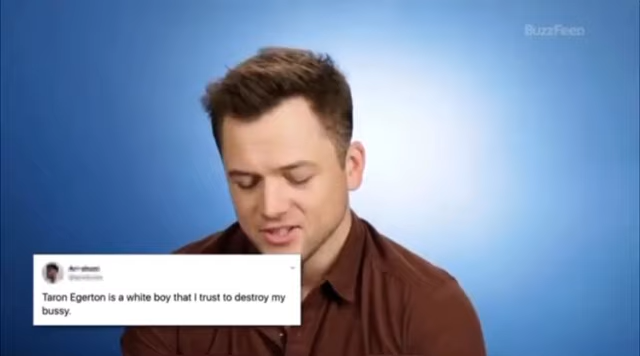 BuzzFeed
Taron Egerton is a white boy that I trust to destroy my
bussy.